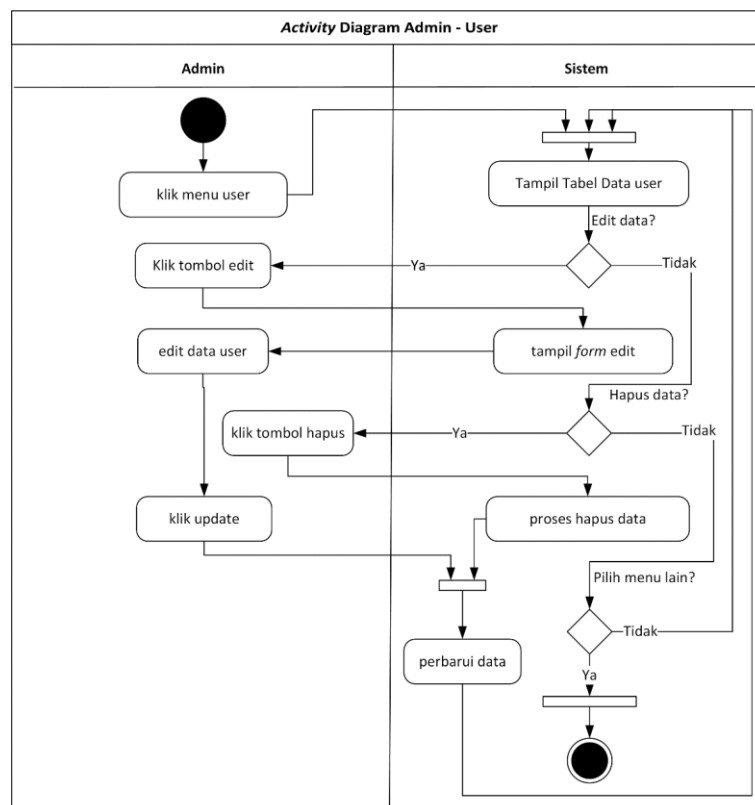 Activity Diagram Admin - User
Admin
Sistem
klik menu user
Tampil Tabel Data user
Edit data?
Klik tombol edit
Ya
Tidak
edit data user
tampil form edit
Hapus data?
klik tombol hapus
Ya
Tidak
klik update
proses hapus data
Pilih menu lain?
Tidak
perbarui data
Ya